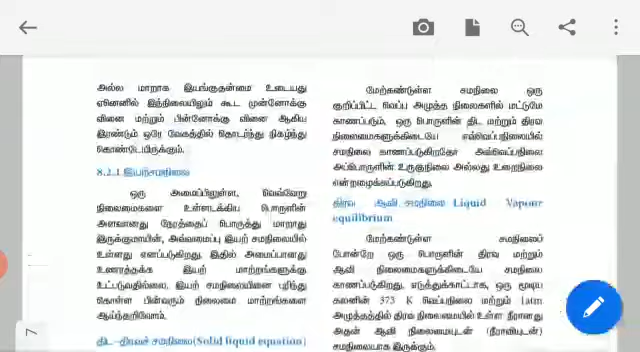 அல்ல மாறாக இயங்குதன்மை உடையது
ஏனெனில் இந்நிலையிலும் கூட முன்னோக்கு
வினை மற்றும் பின்னோக்கு வினை ஆகிய
இரண்டும் ஒரே வேகத்தில் தொடர்ந்து நிகழ்ந்து
கொண்டேயிருக்கும்.
8.2.1 இயற்சமநிலை
ஒரு அமைப்பிலுள்ள, வெவ்வேறு
நிலைமைகளை உள்ளடக்கிய பொருளின்
அளவானது நேரத்தைப் பொருத்து மாறாது
இருக்குமாயின், அவ்வமைப்பு இயற் சமநிலையில்
உள்ளது எனப்படுகிறது. இதில் அமைப்பானது
உணரத்தக்க இயற் மாற்றங்களுக்கு
உட்படுவதில்லை. இயற் சமநிலையினை புரிந்து
கொள்ள பின்வரும் நிலைமை மாற்றங்களை
ஆய்ந்தறிவோம்.
திட – திரவச் சமநிலை(Solid liquid equation)
மேற்கண்டுள்ள சமநிலை ஒரு
குறிப்பிட்ட வெப்ப அழுத்த நிலைகளில் மட்டுமே
காணப்படும். ஒரு பொருளின் திட மற்றும் திரவ
நிலைமைகளுக்கிடையே எவ்வெப்பநிலையில்
சமநிலை காணப்படுகிறதோ அவ்வெப்பநிலை
அப்பொருளின் உருகுநிலை அல்லது உறைநிலை
என்றழைக்கப்படுகிறது.
திரவ ஆவி சமநிலை Liquid Vapour
equilibrium
மேற்கண்டுள்ள சமநிலைப்
போன்றே ஒரு பொருளின் திரவ மற்றும்
ஆவி நிலைமைகளுக்கிடையே சமநிலை
காணப்படுகிறது. எடுத்துக்காட்டாக, ஒரு மூடிய
கலனின் 373 K வெப்பநிலை மற்றும் 1atm
அழுத்தத்தில் திரவ நிலைமையில் உள்ள நீரானது
அதன் ஆவி நிலைமையுடன் (நீராவியுடன்)
சமநிலையாக இருக்கும்.
7